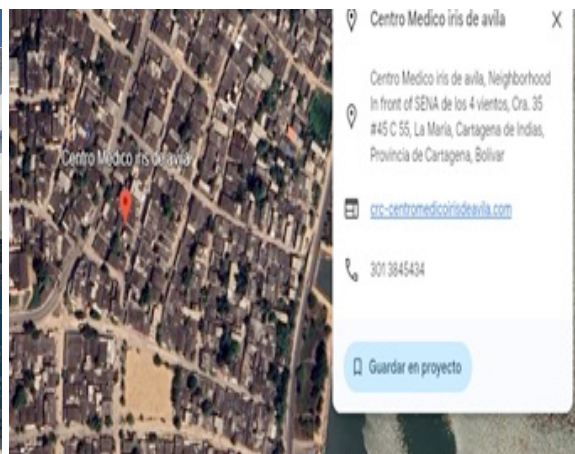 Centro Medico iris de avila
Centro Medico iris de avila
Centro Medico iris de avila, Neighborhood
In front of SENA de los 4 vientos, Cra. 35
#45 C 55, La Maria, Cartagena de Indias,
Provincia de Cartagena, Bolivar
crc-centromedicoirisdeavila.com
301 3845434
Guardar en proyecto